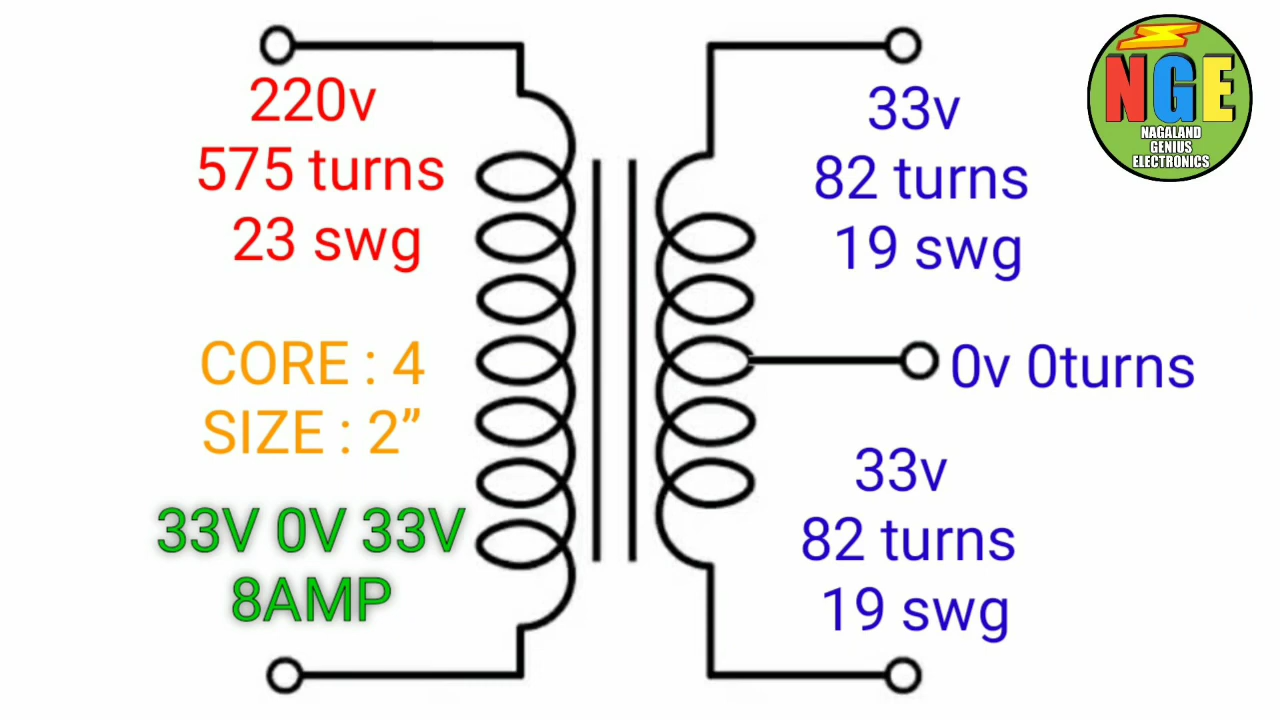 220v
575 turns
23 swg
CORE : 4
SIZE : 2”
33V 0V 33V
8AMP
33v
82 turns
19 swg
0v 0turns
33v
82 turns
19 swg
NGE
NAGALAND
GENIUS
ELECTRONICS